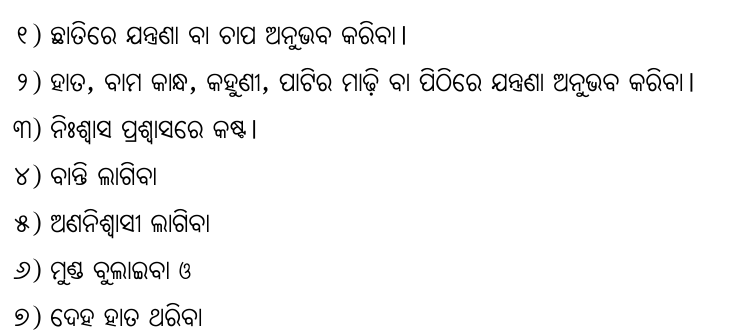 ୧) ଛାତିରେ ଯନ୍ତ୍ରଣା ବା ଚାପ ଅନୁଭବ କରିବା।
୨) ହାତ, ବାମ କାନ୍ଧ, କହୁଣୀ, ପାଟିର ମାଢ଼ି ବା ପିଠିରେ ଯନ୍ତ୍ରଣା ଅନୁଭବ କରିବା।
୩) ନିଃଶ୍ୱାସ ପ୍ରଶ୍ୱାସରେ କଷ୍ଟ।
୪) ବାନ୍ତି ଲାଗିବା
୫) ଅଣନିଶ୍ୱାସୀ ଲାଗିବା
୬) ମୁଣ୍ଡ ବୁଲାଇବା ଓ
୭) ଦେହ ହାତ ଥରିବା